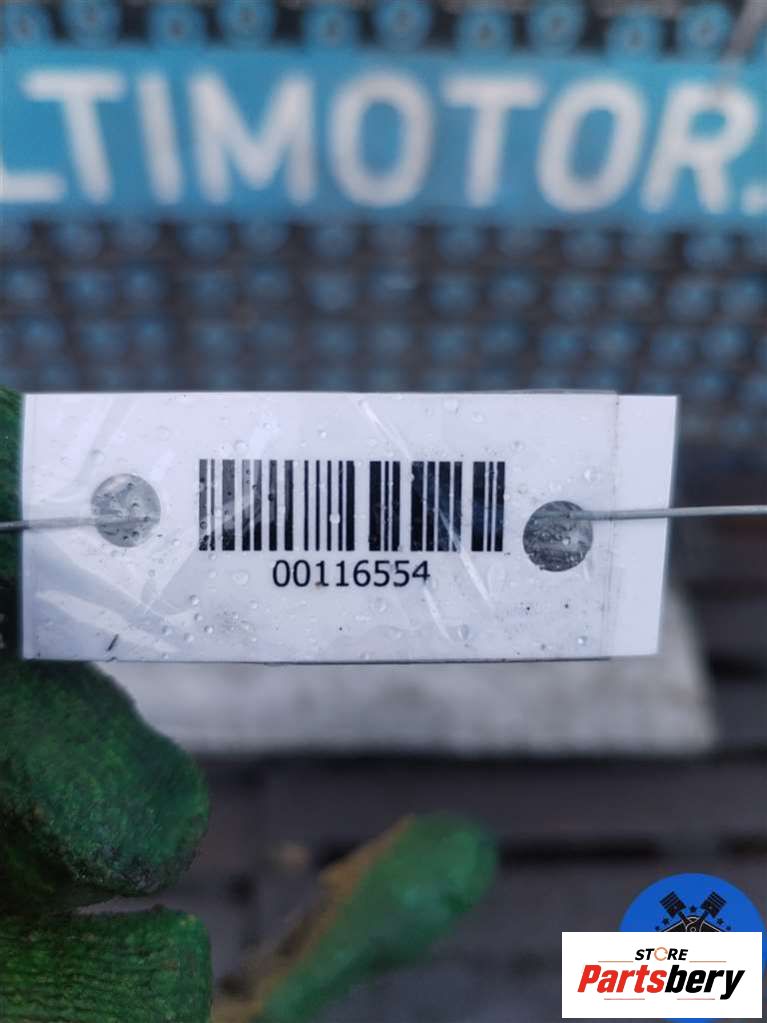 LTIMOTOR.
00116554
STORE
Partsbery